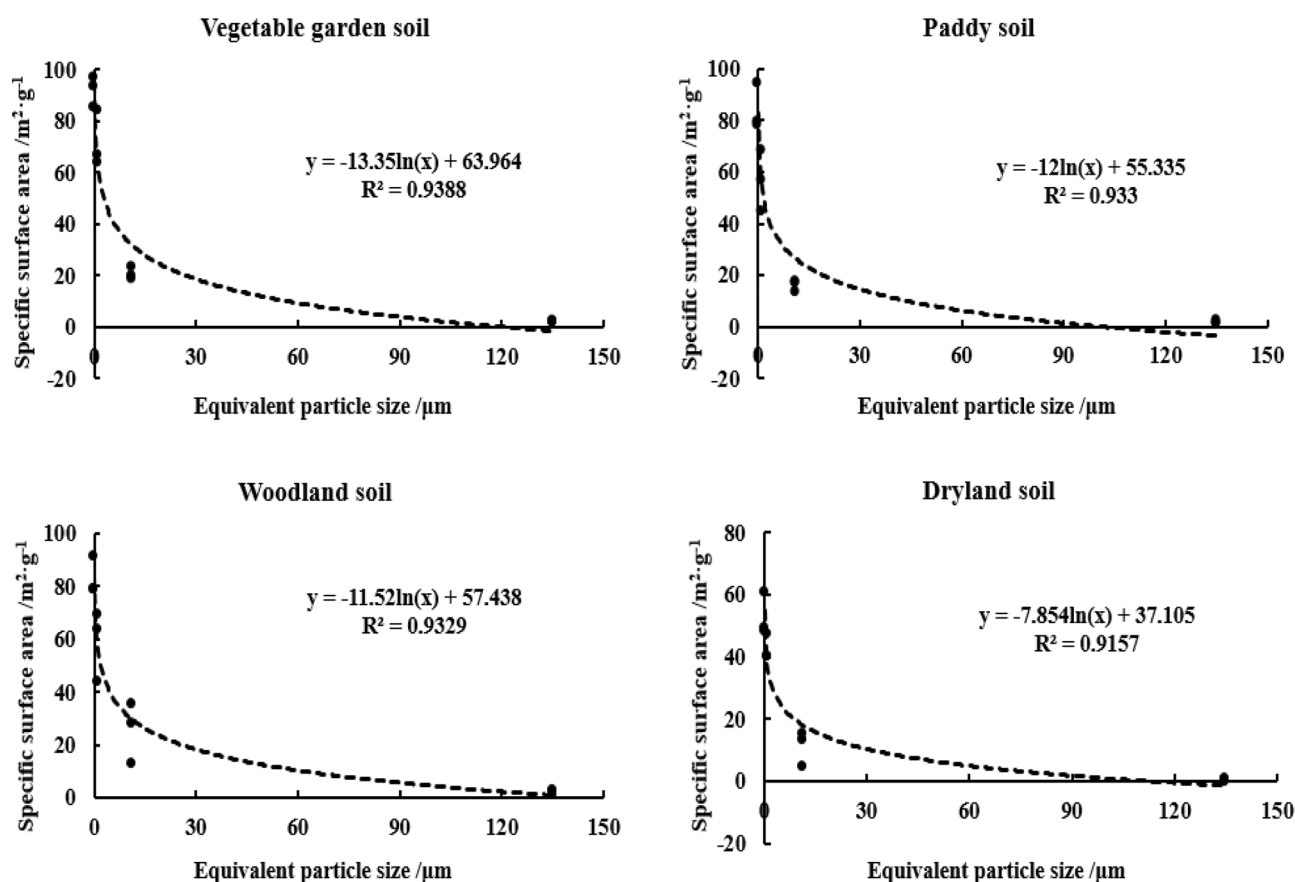 Vegetable garden soil
Specific surface area /m²·g⁻¹
100
80
60
40
20
0
-20
y = -13.35ln(x) + 63.964
R² = 0.9388
0 30 60 90 120 150
Equivalent particle size /μm
Paddy soil
Specific surface area /m²·g⁻¹
100
80
60
40
20
0
-20
y = -12ln(x) + 55.335
R² = 0.933
0 30 60 90 120 150
Equivalent particle size /μm
Woodland soil
Specific surface area /m²·g⁻¹
100
80
60
40
20
0
y = -11.52ln(x) + 57.438
R² = 0.9329
0 30 60 90 120 150
Equivalent particle size /μm
Dryland soil
Specific surface area /m²·g⁻¹
80
60
40
20
0
-20
y = -7.854ln(x) + 37.105
R² = 0.9157
0 30 60 90 120 150
Equivalent particle size /μm